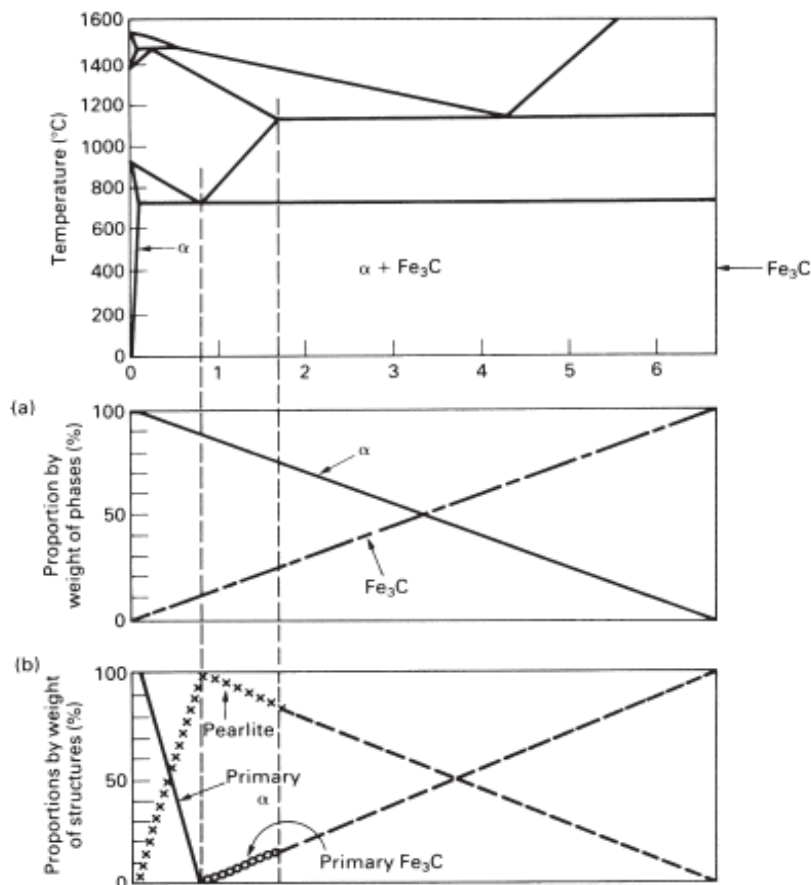 1600
1400
1200
1000
800
600
400
200
0
Temperature (°C)
α
α + Fe₃C
Fe₃C
0 1 2 3 4 5 6
(a)
100
50
0
Proportion by
weight of phases (%)
α
Fe₃C
(b)
100
50
0
Proportions by weight
of structures (%)
Pearlite
Primary
α
Primary Fe₃C